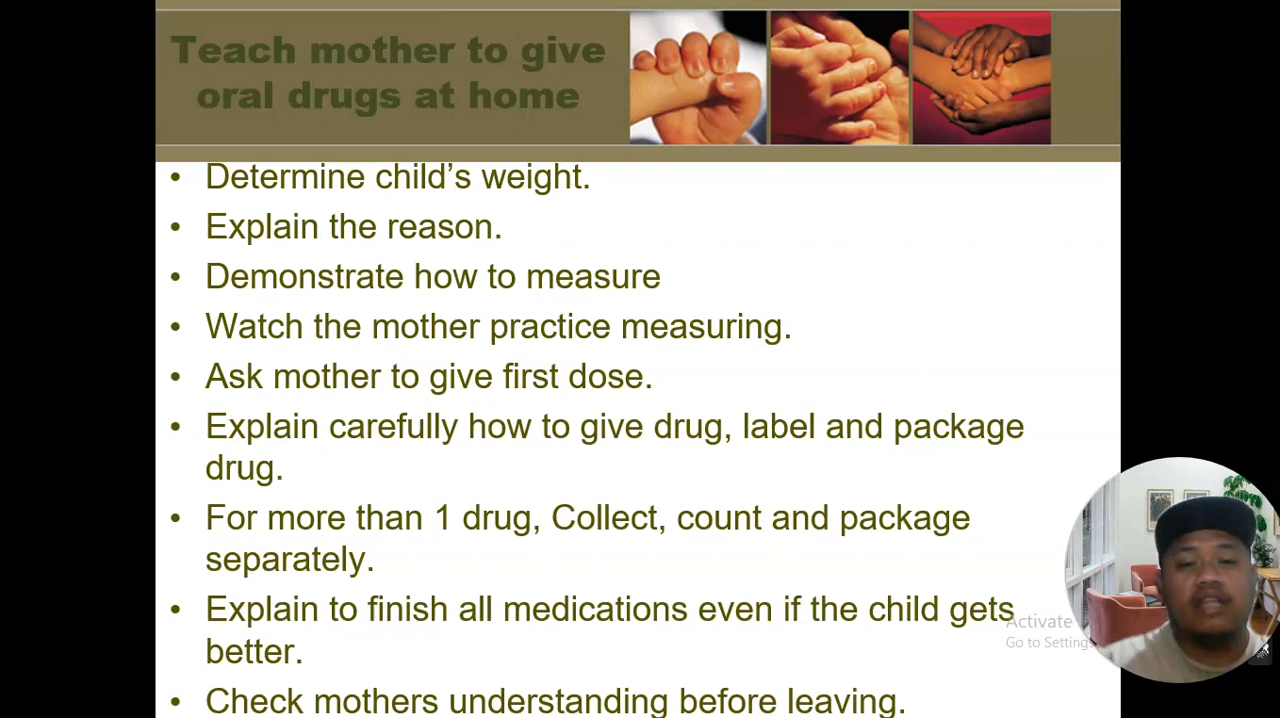 Teach mother to give
oral drugs at home
• Determine child’s weight.
• Explain the reason.
• Demonstrate how to measure
• Watch the mother practice measuring.
• Ask mother to give first dose.
• Explain carefully how to give drug, label and package
drug.
• For more than 1 drug, Collect, count and package
separately.
• Explain to finish all medications even if the child gets
better.
• Check mothers understanding before leaving.
Activate
Go to Settings